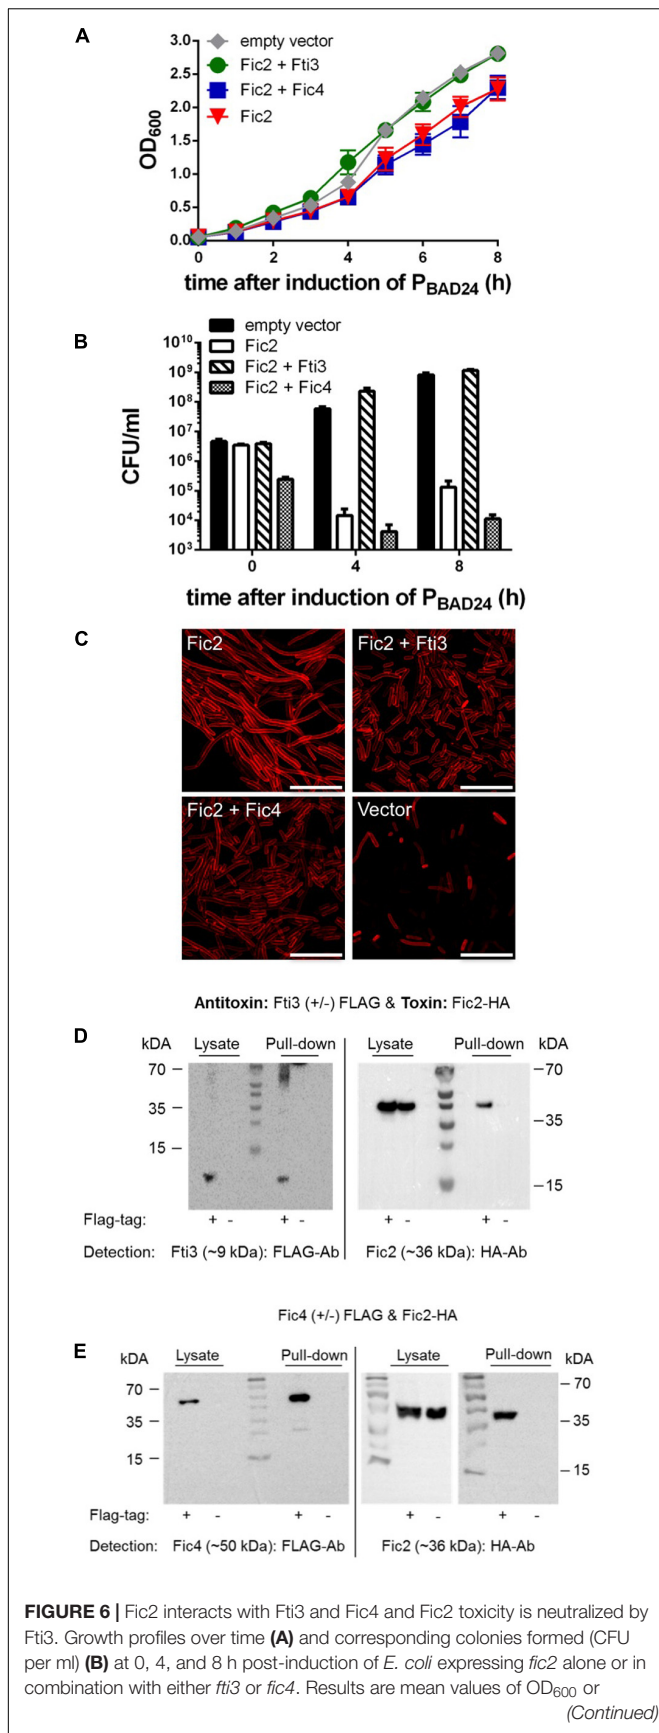 A
empty vector
Fic2 + Fti3
Fic2 + Fic4
Fic2
OD600
3.0
2.5
2.0
1.5
1.0
0.5
0.0
0 2 4 6 8
time after induction of PBAD24 (h)
B
empty vector
Fic2
Fic2 + Fti3
Fic2 + Fic4
CFU/ml
10^10
10^9
10^8
10^7
10^6
10^5
10^4
10^3
0 4 8
time after induction of PBAD24 (h)
C
Fic2
Fic2 + Fti3
Fic2 + Fic4
Vector
Antitoxin: Fti3 (+/-) FLAG & Toxin: Fic2-HA
D
kDA Lysate Pull-down Lysate Pull-down kDA
70 – –70
35 – –35
15 – –15
Flag-tag: + - + - + - + -
Detection: Fti3 (~9 kDa): FLAG-Ab Fic2 (~36 kDa): HA-Ab
Fic4 (+/-) FLAG & Fic2-HA
E
kDA Lysate Pull-down Lysate Pull-down kDA
70 – – 70
35 – – 35
15 – – 15
Flag-tag: + - + - + - + -
Detection: Fic4 (~50 kDa): FLAG-Ab Fic2 (~36 kDa): HA-Ab
FIGURE 6 | Fic2 interacts with Fti3 and Fic4 and Fic2 toxicity is neutralized by
Fti3. Growth profiles over time (A) and corresponding colonies formed (CFU
per ml) (B) at 0, 4, and 8 h post-induction of E. coli expressing fic2 alone or in
combination with either fti3 or fic4. Results are mean values of OD600 or
(Continued)